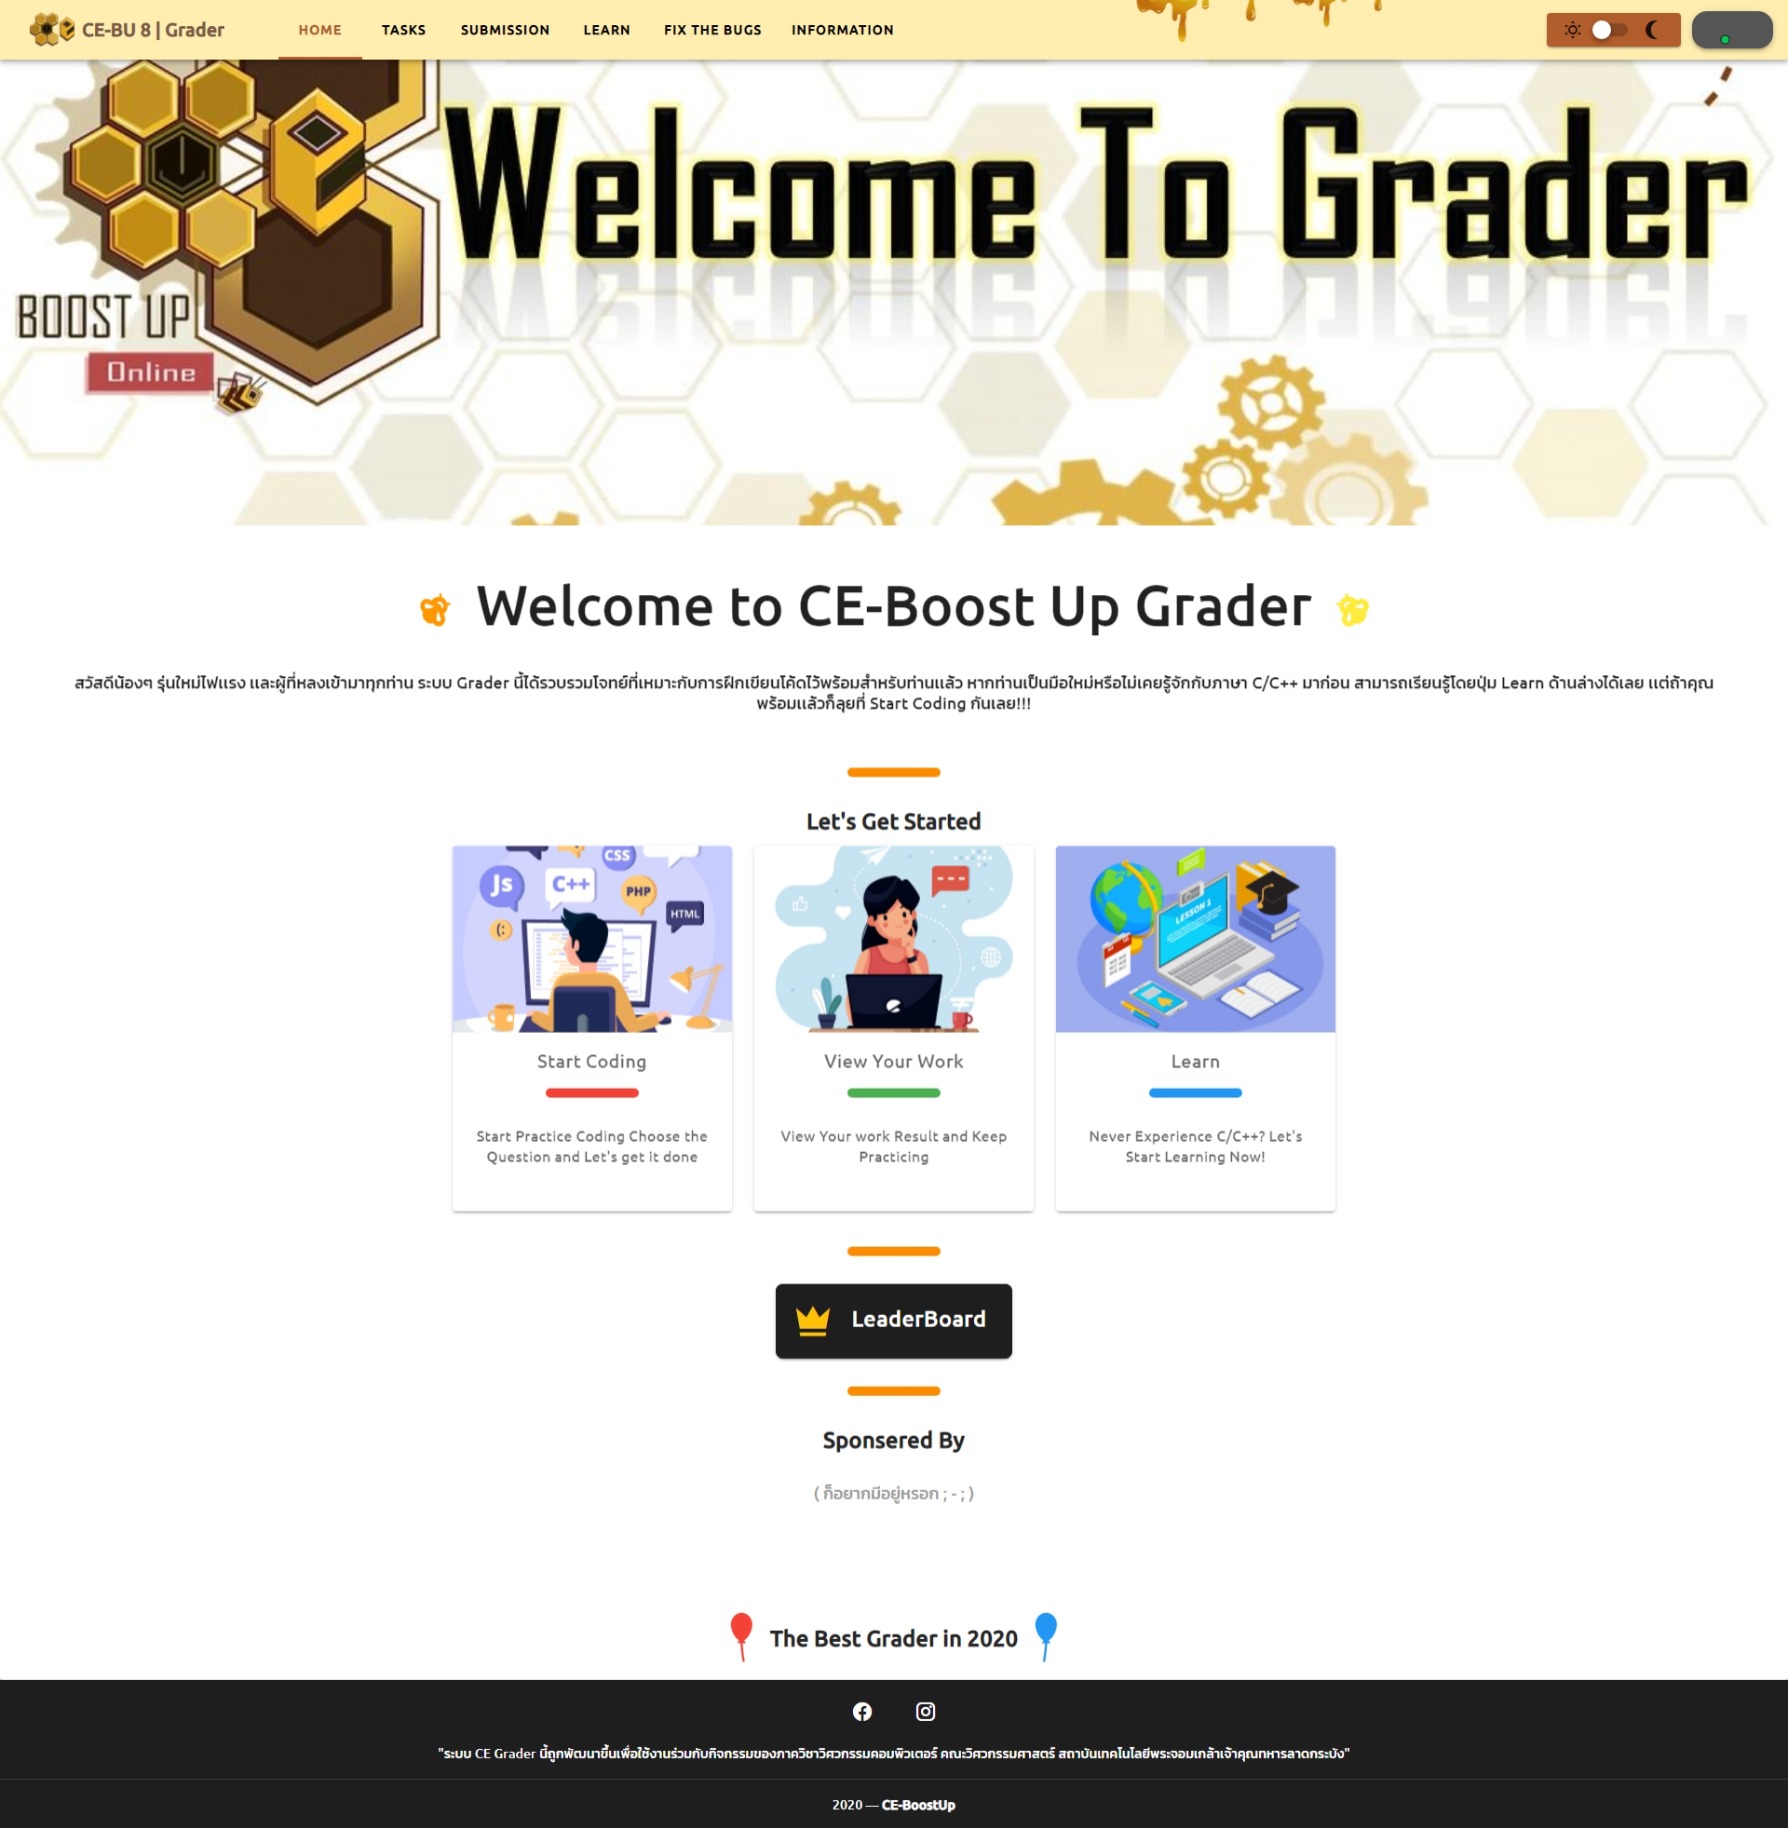 CE-BU 8 | Grader
HOME
TASKS
SUBMISSION
LEARN
FIX THE BUGS
INFORMATION
Welcome To Grader
BOOST UP
Online
Welcome to CE-Boost Up Grader
สวัสดีน้องๆ รุ่นใหม่ไฟแรง และผู้ที่หลงเข้ามาทุกท่าน ระบบ Grader นี้ได้รวบรวมโจทย์ที่เหมาะกับการฝึกเขียนโค้ดไว้พร้อมสำหรับท่านแล้ว หากท่านเป็นมือใหม่หรือไม่เคยรู้จักกับภาษา C/C++ มาก่อน สามารถเรียนรู้โดยปุ่ม Learn ด้านล่างได้เลย แต่ถ้าคุณ
พร้อมแล้วก็ลุยที่ Start Coding กันเลย!!!
Let's Get Started
CSS
Js
C++
PHP
HTML
(:
LESSON 1
Start Coding
View Your Work
Learn
Start Practice Coding Choose the
Question and Let's get it done
View Your work Result and Keep
Practicing
Never Experience C/C++? Let's
Start Learning Now!
LeaderBoard
Sponsered By
( ก็อยากมีอยู่หรอก ; - ; )
The Best Grader in 2020
"ระบบ CE Grader นี้ถูกพัฒนาขึ้นเพื่อใช้งานร่วมกับกิจกรรมของภาควิชาวิศวกรรมคอมพิวเตอร์ คณะวิศวกรรมศาสตร์ สถาบันเทคโนโลยีพระจอมเกล้าเจ้าคุณทหารลาดกระบัง"
2020 — CE-BoostUp